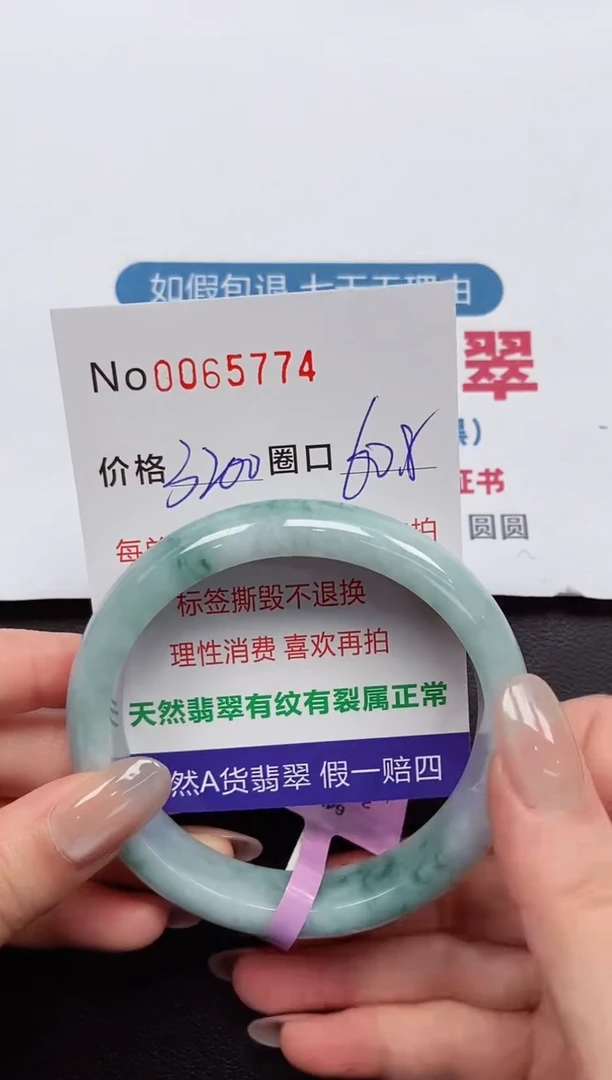 如假包退 七天无理由
No0065774
翠
价格3200圈口60.8
证书
拍
圆圆
标签撕毁不退换
理性消费 喜欢再拍
天然翡翠有纹有裂属正常
然A货翡翠 假一赔四